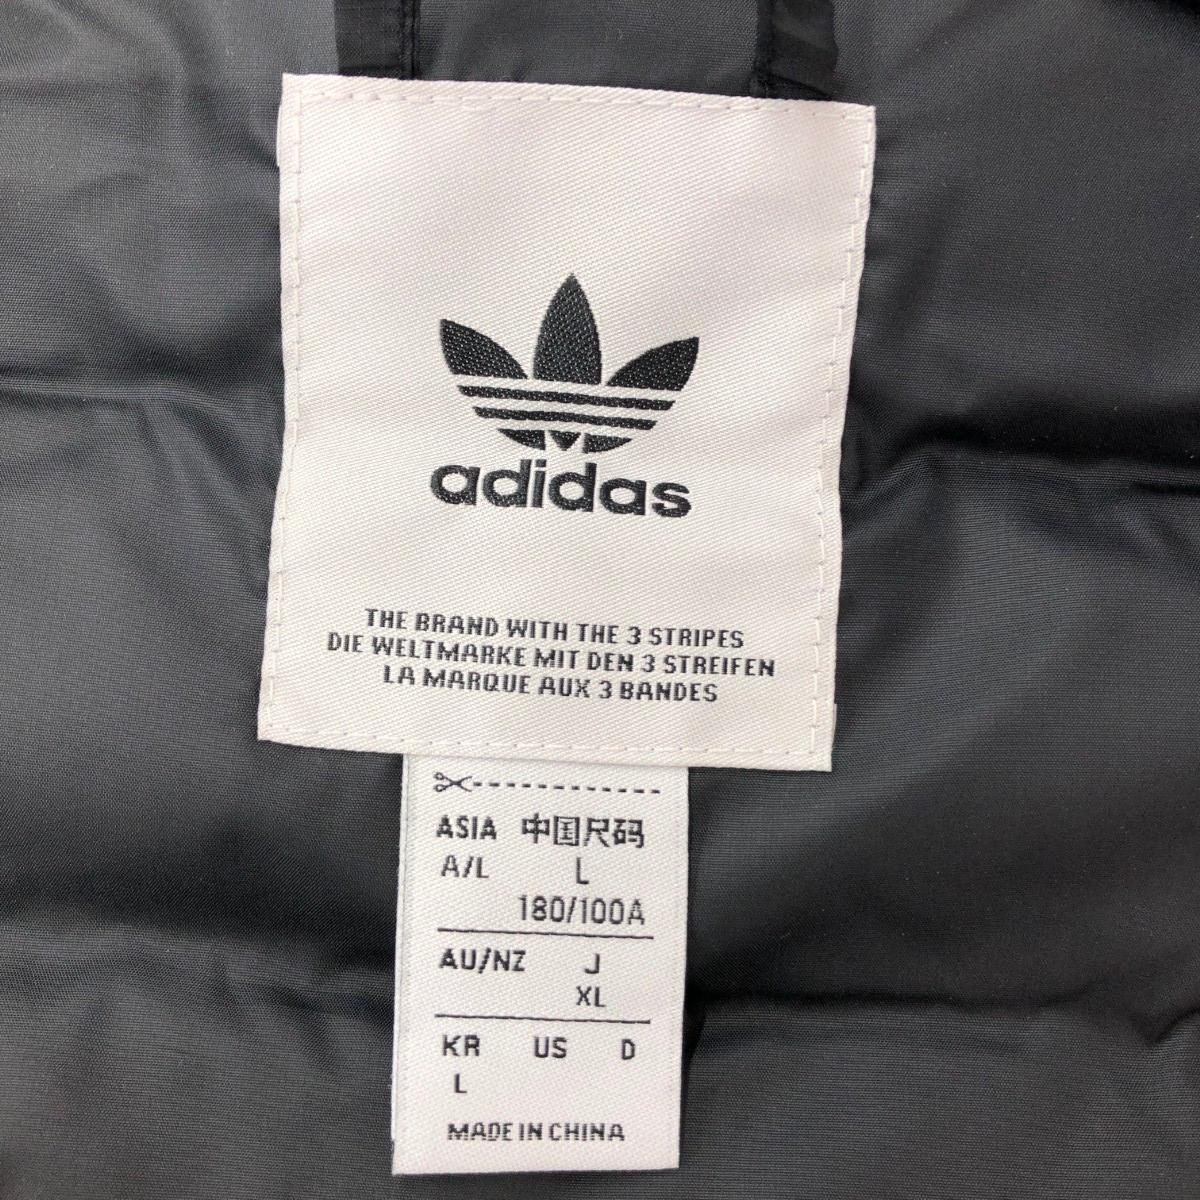 adidas
THE BRAND WITH THE 3 STRIPES
DIE WELTMARKE MIT DEN 3 STREIFEN
LA MARQUE AUX 3 BANDES
ASIA 中国尺码
A/L L
180/100A
AU/NZ J
XL
KR US D
L
MADE IN CHINA